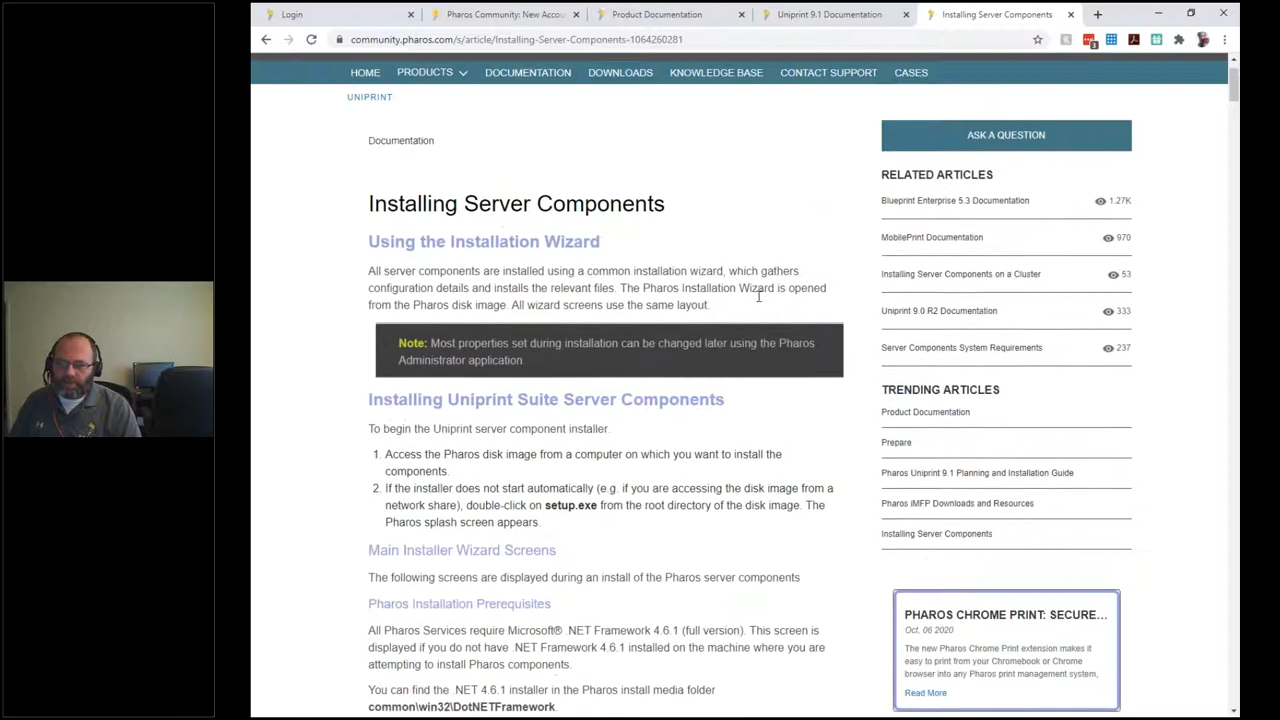 Login
Pharos Community: New Accou
Product Documentation
Uniprint 9.1 Documentation
Installing Server Components
community.pharos.com/s/article/Installing-Server-Components-1064260281
3
HOME PRODUCTS DOCUMENTATION DOWNLOADS KNOWLEDGE BASE CONTACT SUPPORT CASES
UNIPRINT
Documentation
Installing Server Components
Using the Installation Wizard
All server components are installed using a common installation wizard, which gathers
configuration details and installs the relevant files. The Pharos Installation Wizard is opened
from the Pharos disk image. All wizard screens use the same layout.
Note: Most properties set during installation can be changed later using the Pharos
Administrator application.
Installing Uniprint Suite Server Components
To begin the Uniprint server component installer.
1. Access the Pharos disk image from a computer on which you want to install the
components.
2. If the installer does not start automatically (e.g. if you are accessing the disk image from a
network share), double-click on setup.exe from the root directory of the disk image. The
Pharos splash screen appears.
Main Installer Wizard Screens
The following screens are displayed during an install of the Pharos server components
Pharos Installation Prerequisites
All Pharos Services require Microsoft® .NET Framework 4.6.1 (full version). This screen is
displayed if you do not have .NET Framework 4.6.1 installed on the machine where you are
attempting to install Pharos components.
You can find the .NET 4.6.1 installer in the Pharos install media folder
common\win32\DotNETFramework.
ASK A QUESTION
RELATED ARTICLES
Blueprint Enterprise 5.3 Documentation 1.27K
MobilePrint Documentation 970
Installing Server Components on a Cluster 53
Uniprint 9.0 R2 Documentation 333
Server Components System Requirements 237
TRENDING ARTICLES
Product Documentation
Prepare
Pharos Uniprint 9.1 Planning and Installation Guide
Pharos iMFP Downloads and Resources
Installing Server Components
PHAROS CHROME PRINT: SECURE...
Oct. 06 2020
The new Pharos Chrome Print extension makes it
easy to print from your Chromebook or Chrome
browser into any Pharos print management system,
Read More